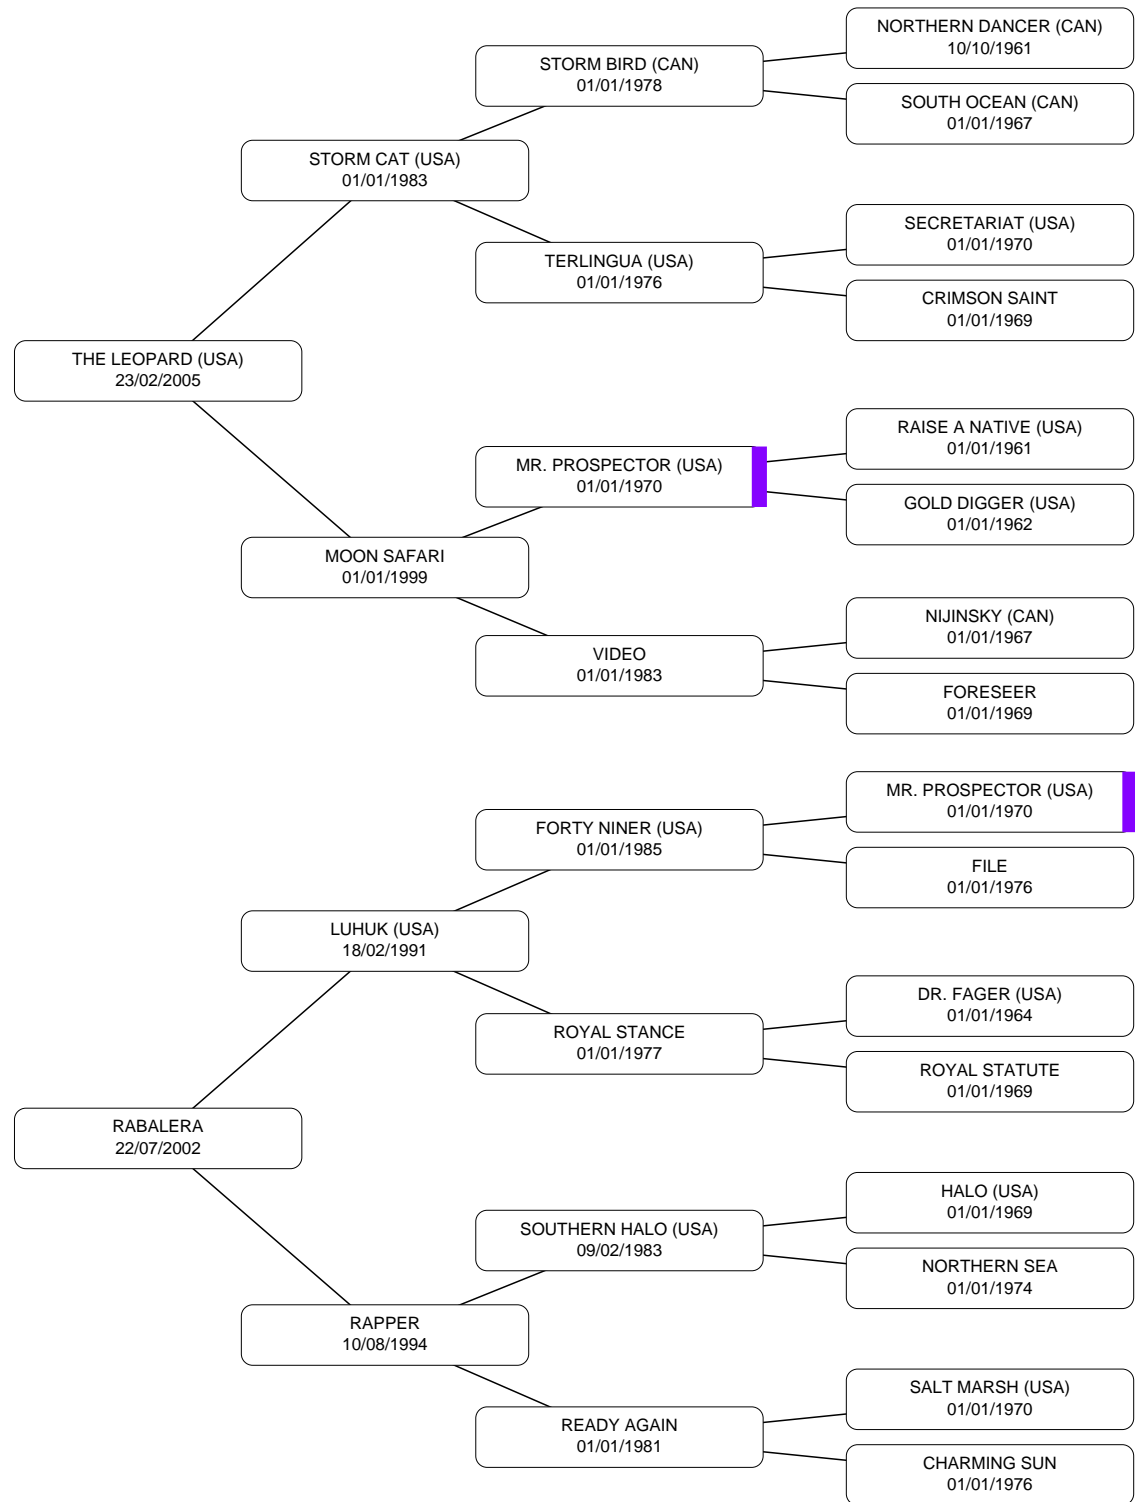 NORTHERN DANCER (CAN)
10/10/1961
STORM BIRD (CAN)
01/01/1978
SOUTH OCEAN (CAN)
01/01/1967
STORM CAT (USA)
01/01/1983
SECRETARIAT (USA)
01/01/1970
TERLINGUA (USA)
01/01/1976
CRIMSON SAINT
01/01/1969
THE LEOPARD (USA)
23/02/2005
RAISE A NATIVE (USA)
01/01/1961
MR. PROSPECTOR (USA)
01/01/1970
GOLD DIGGER (USA)
01/01/1962
MOON SAFARI
01/01/1999
NIJINSKY (CAN)
01/01/1967
VIDEO
01/01/1983
FORESEER
01/01/1969
MR. PROSPECTOR (USA)
01/01/1970
FORTY NINER (USA)
01/01/1985
FILE
01/01/1976
LUHUK (USA)
18/02/1991
DR. FAGER (USA)
01/01/1964
ROYAL STANCE
01/01/1977
ROYAL STATUTE
01/01/1969
RABALERA
22/07/2002
HALO (USA)
01/01/1969
SOUTHERN HALO (USA)
09/02/1983
NORTHERN SEA
01/01/1974
RAPPER
10/08/1994
SALT MARSH (USA)
01/01/1970
READY AGAIN
01/01/1981
CHARMING SUN
01/01/1976